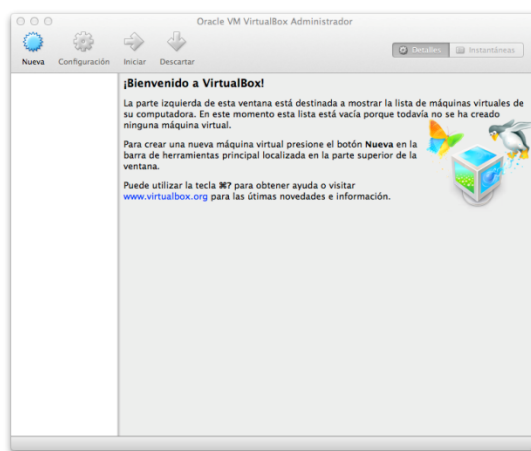 Oracle VM VirtualBox Administrador
Nueva Configuración Iniciar Descartar Detalles Instantáneas
¡Bienvenido a VirtualBox!
La parte izquierda de esta ventana está destinada a mostrar la lista de máquinas virtuales de
su computadora. En este momento esta lista está vacía porque todavía no se ha creado
ninguna máquina virtual.
Para crear una nueva máquina virtual presione el botón Nueva en la
barra de herramientas principal localizada en la parte superior de la
ventana.
Puede utilizar la tecla ⌘? para obtener ayuda o visitar
www.virtualbox.org para las útimas novedades e información.